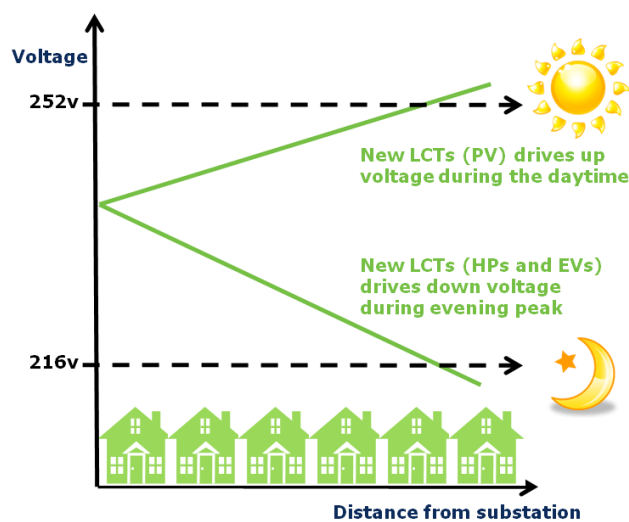 Voltage
252v
New LCTs (PV) drives up
voltage during the daytime
New LCTs (HPs and EVs)
drives down voltage
during evening peak
216v
Distance from substation